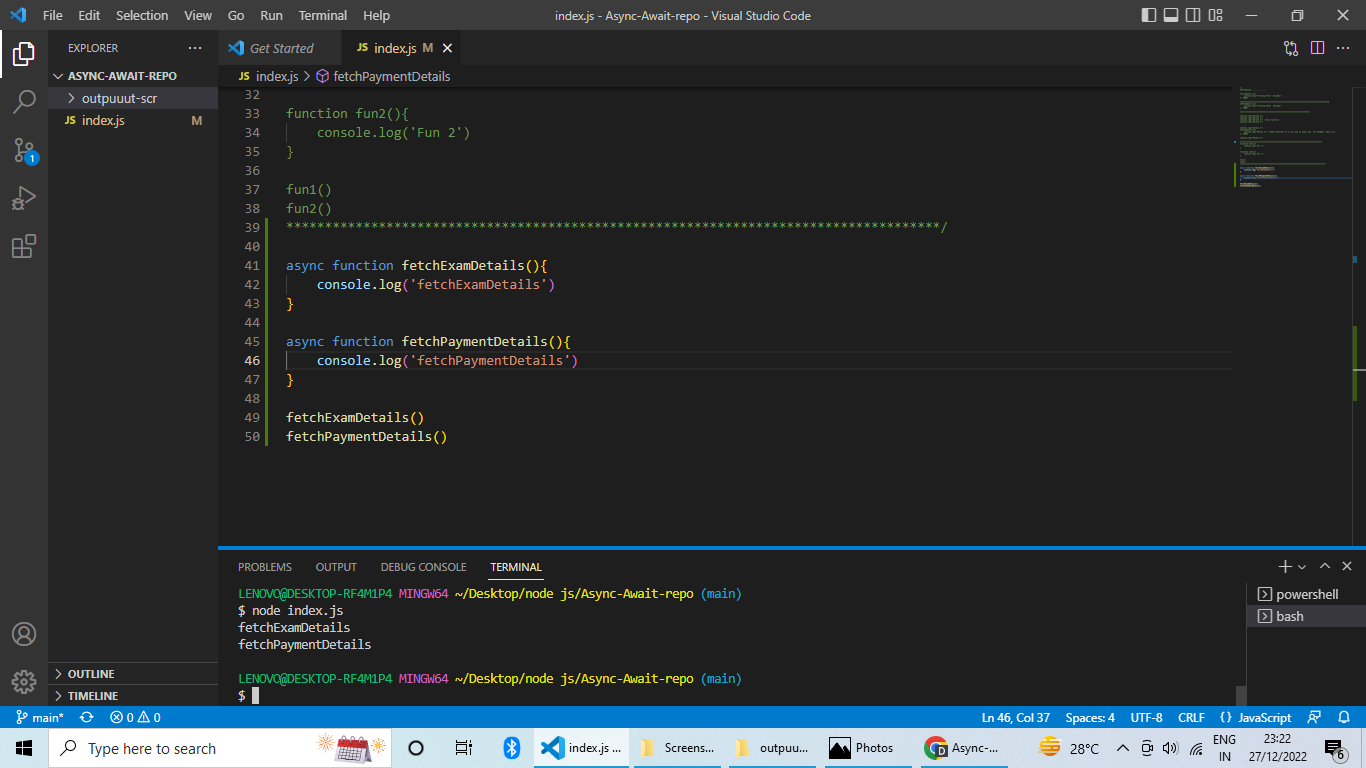 File Edit Selection View Go Run Terminal Help index.js - Async-Await-repo - Visual Studio Code
EXPLORER ···
ASYNC-AWAIT-REPO
outpuuut-scr
JS index.js M
1
OUTLINE
TIMELINE
Get Started JS index.js M
JS index.js > fetchPaymentDetails
32
33 function fun2(){
34 console.log('Fun 2')
35 }
36
37 fun1()
38 fun2()
39 *************************************************************************************/
40
41 async function fetchExamDetails(){
42 console.log('fetchExamDetails')
43 }
44
45 async function fetchPaymentDetails(){
46 console.log('fetchPaymentDetails')
47 }
48
49 fetchExamDetails()
50 fetchPaymentDetails()
PROBLEMS OUTPUT DEBUG CONSOLE TERMINAL
LENOVO@DESKTOP-RF4M1P4 MINGW64 ~/Desktop/node js/Async-Await-repo (main)
$ node index.js
fetchExamDetails
fetchPaymentDetails
LENOVO@DESKTOP-RF4M1P4 MINGW64 ~/Desktop/node js/Async-Await-repo (main)
$
powershell
bash
main* 0 0 Ln 46, Col 37 Spaces: 4 UTF-8 CRLF {} JavaScript
Type here to search index.js ... Screens... outpuu... Photos D Async-... 28°C ENG IN 23:22 27/12/2022 6